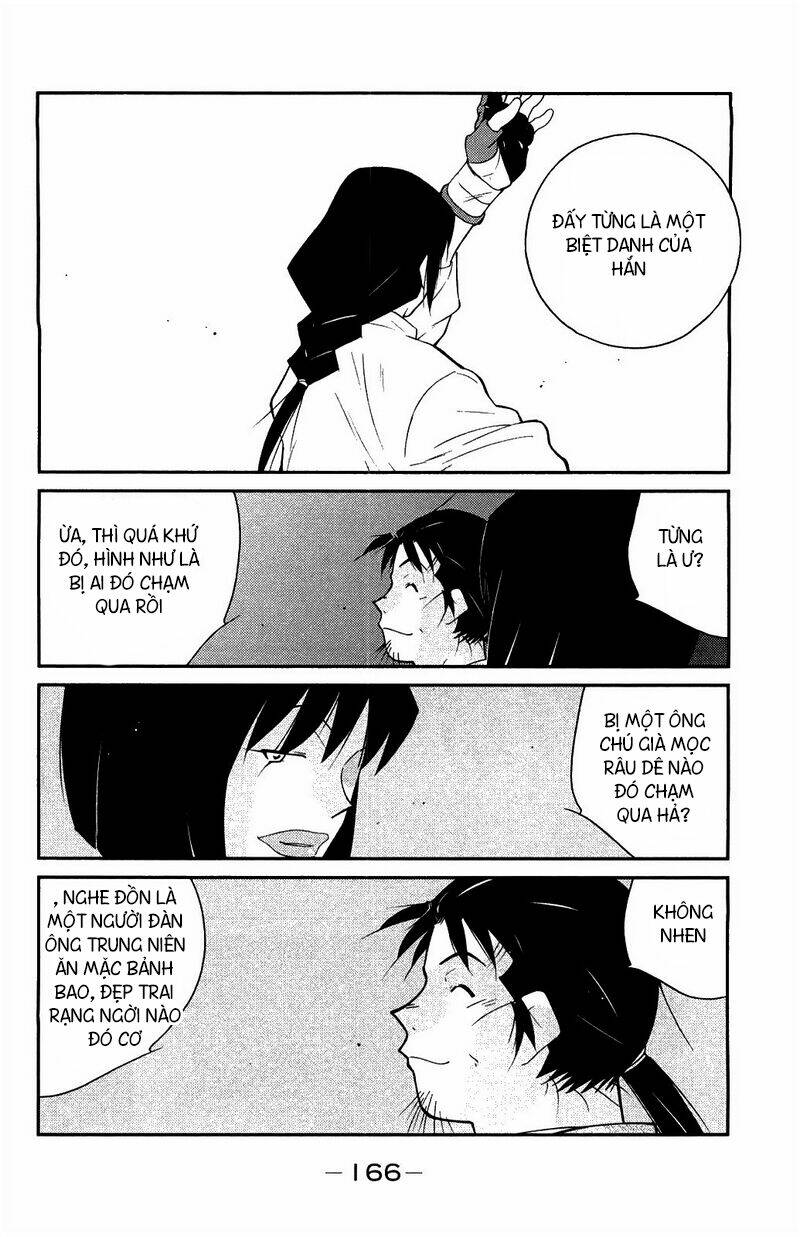 ĐẤY TỪNG LÀ MỘT
BIỆT DANH CỦA
HẮN
TỪNG
LÀ Ư?
ỪA, THÌ QUÁ KHỨ
ĐÓ, HÌNH NHƯ LÀ
BỊ AI ĐÓ CHẠM
QUA RỒI
BỊ MỘT ÔNG
CHÚ GIÀ MỌC
RÂU DÊ NÀO
ĐÓ CHẠM
QUA HẢ?
KHÔNG
NHEN
, NGHE ĐỒN LÀ
MỘT NGƯỜI ĐÀN
ÔNG TRUNG NIÊN
ĂN MẶC BẢNH
BAO, ĐẸP TRAI
RẠNG NGỜI NÀO
ĐÓ CƠ
—166—